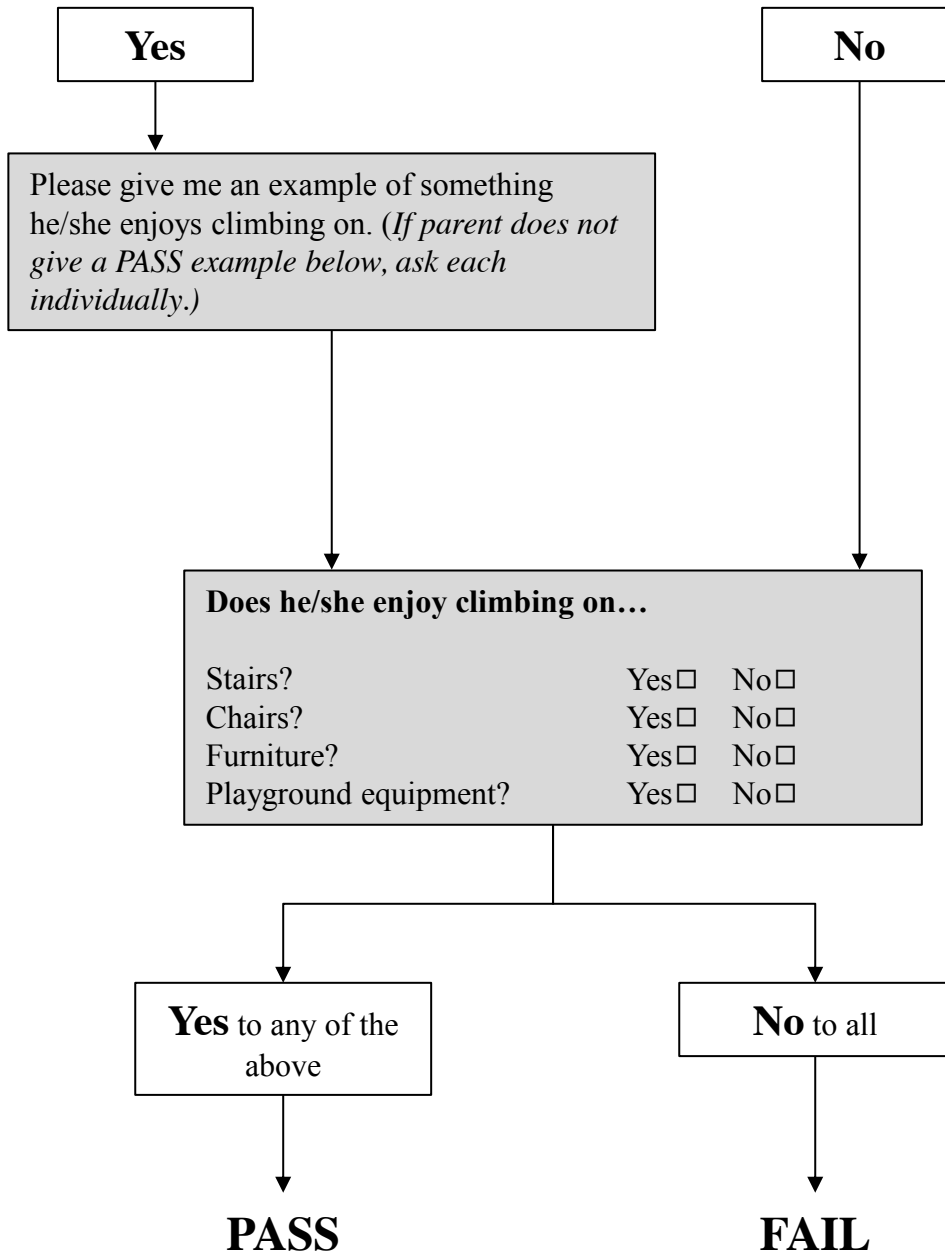 Yes
No
Please give me an example of something
he/she enjoys climbing on. (If parent does not
give a PASS example below, ask each
individually.)
Does he/she enjoy climbing on…
Stairs? Yes□ No□
Chairs? Yes□ No□
Furniture? Yes□ No□
Playground equipment? Yes□ No□
Yes to any of the
above
No to all
PASS
FAIL